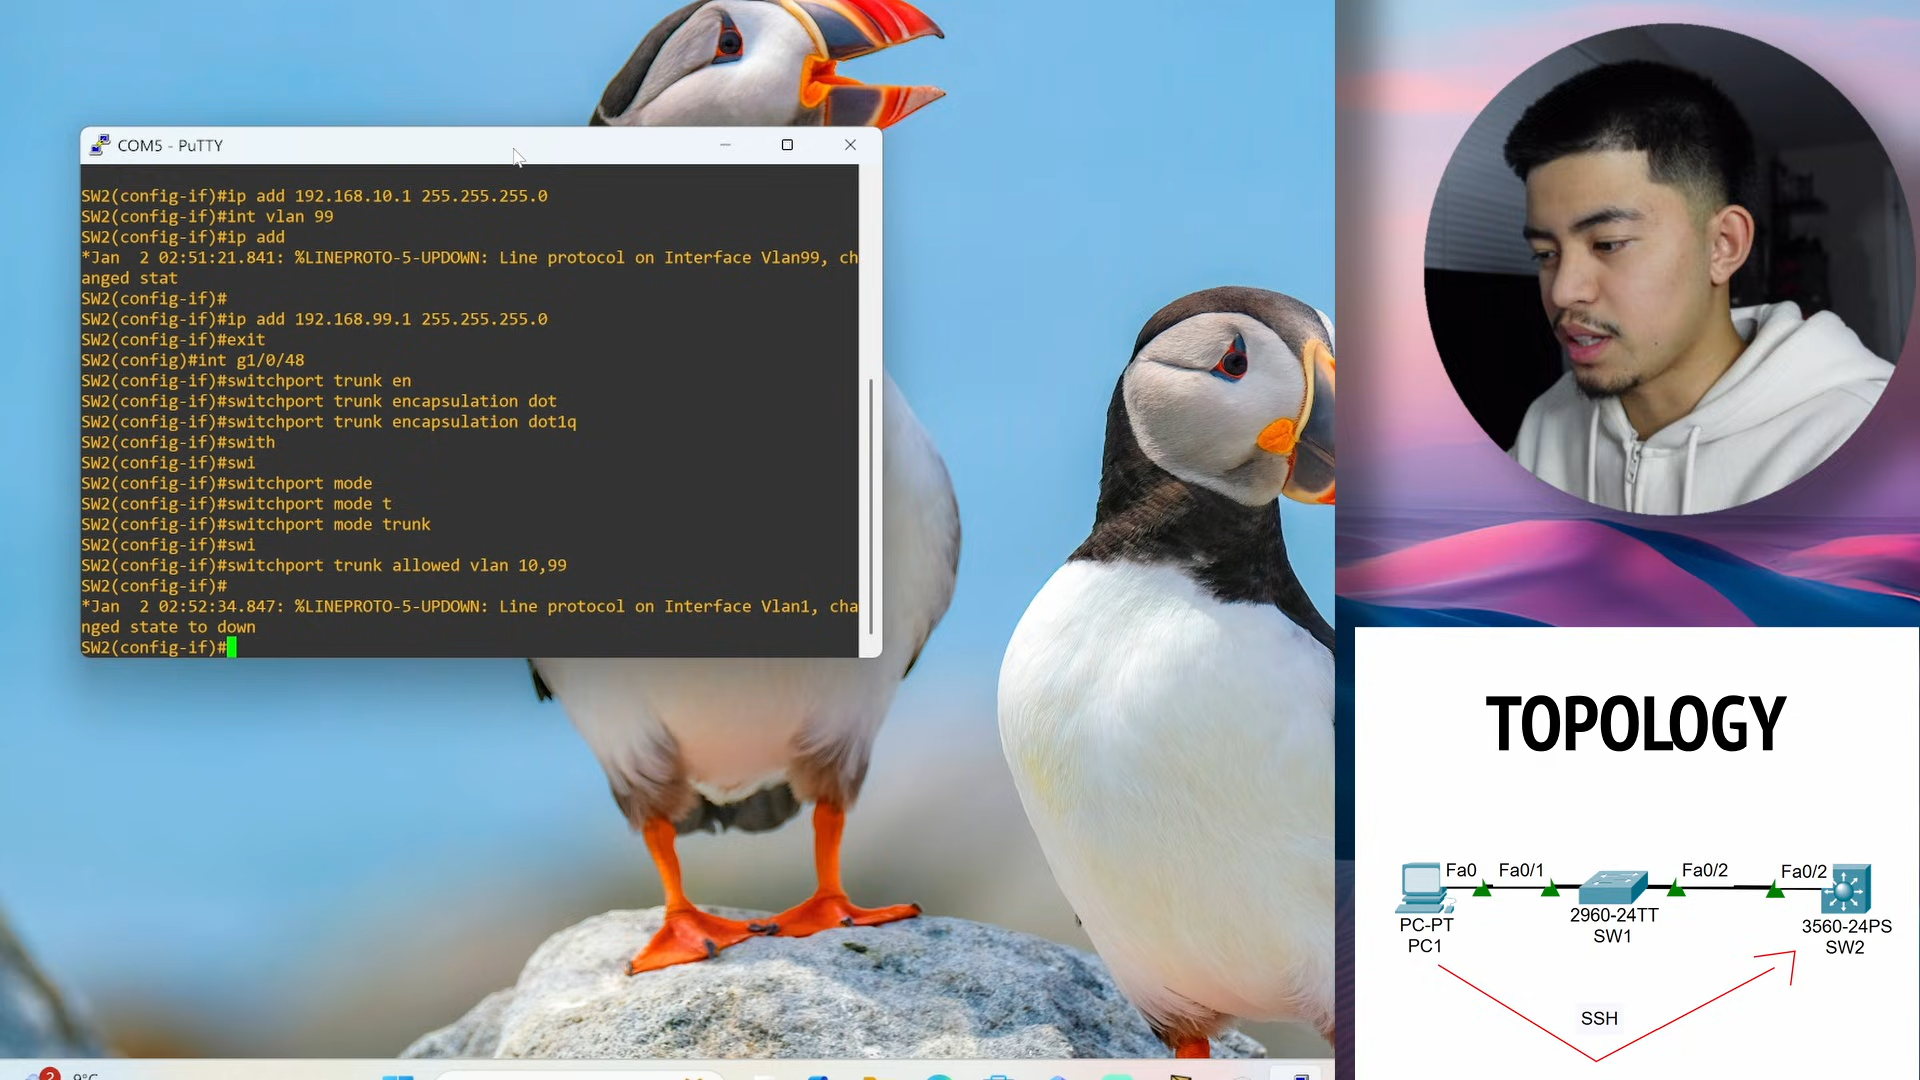 COM5 - PuTTY
SW2(config-if)#ip add 192.168.10.1 255.255.255.0
SW2(config-if)#int vlan 99
SW2(config-if)#ip add
*Jan  2 02:51:21.841: %LINEPROTO-5-UPDOWN: Line protocol on Interface Vlan99, ch
anged stat
SW2(config-if)#
SW2(config-if)#ip add 192.168.99.1 255.255.255.0
SW2(config-if)#exit
SW2(config)#int g1/0/48
SW2(config-if)#switchport trunk en
SW2(config-if)#switchport trunk encapsulation dot
SW2(config-if)#switchport trunk encapsulation dot1q
SW2(config-if)#swith
SW2(config-if)#swi
SW2(config-if)#switchport mode
SW2(config-if)#switchport mode t
SW2(config-if)#switchport mode trunk
SW2(config-if)#swi
SW2(config-if)#switchport trunk allowed vlan 10,99
SW2(config-if)#
*Jan  2 02:52:34.847: %LINEPROTO-5-UPDOWN: Line protocol on Interface Vlan1, cha
nged state to down
SW2(config-if)#
TOPOLOGY
Fa0 Fa0/1 Fa0/2 Fa0/2
PC-PT 2960-24TT 3560-24PS
PC1 SW1 SW2
SSH
2 9°C